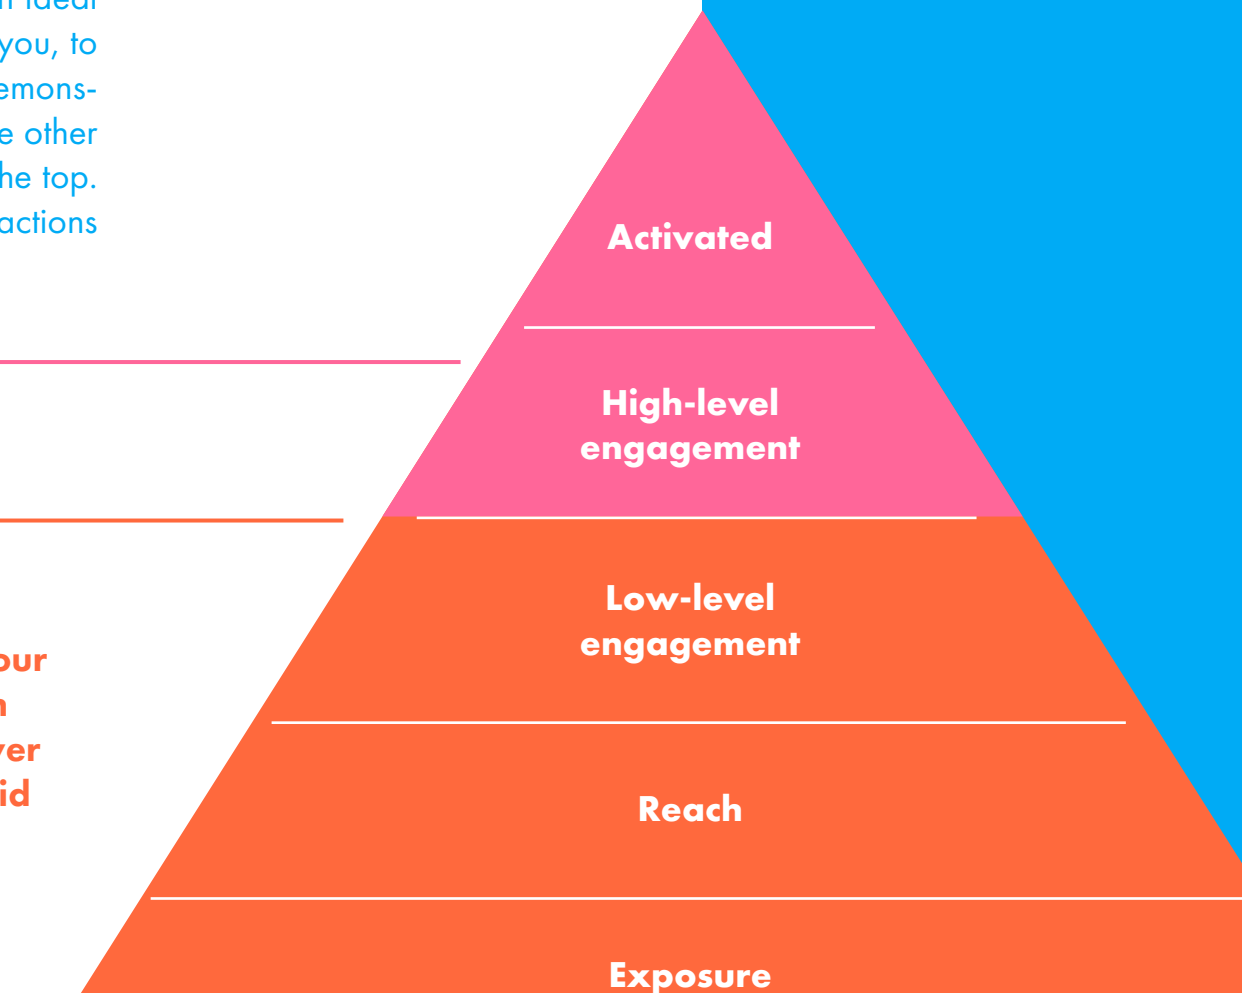 ideal
you, to
emons-
e other
he top.
actions
Activated
High-level
engagement
Low-level
engagement
our
n
ver
id
Reach
Exposure